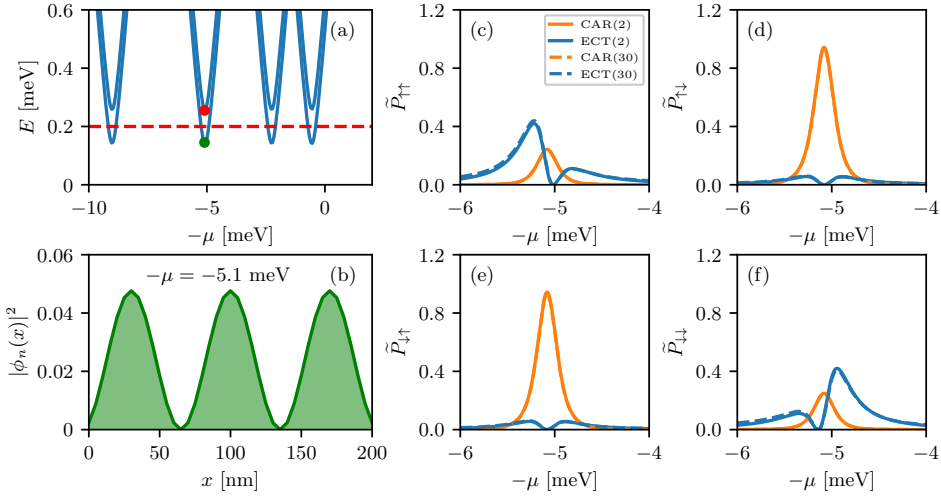 (a)
E [meV]
0.6
0.4
0.2
0
−10
−5
0
−μ [meV]
(c)
CAR(2)
ECT(2)
CAR(30)
ECT(30)
P̃↑↑
1.2
0.8
0.4
0.0
−6
−5
−4
−μ [meV]
(d)
P̃↑↓
1.2
0.8
0.4
0.0
−6
−5
−4
−μ [meV]
(b)
−μ = −5.1 meV
|ϕₙ(x)|²
0.06
0.04
0.02
0
0
50
100
150
200
x [nm]
(e)
P̃↓↑
1.2
0.8
0.4
0.0
−6
−5
−4
−μ [meV]
(f)
P̃↓↓
1.2
0.8
0.4
0.0
−6
−5
−4
−μ [meV]